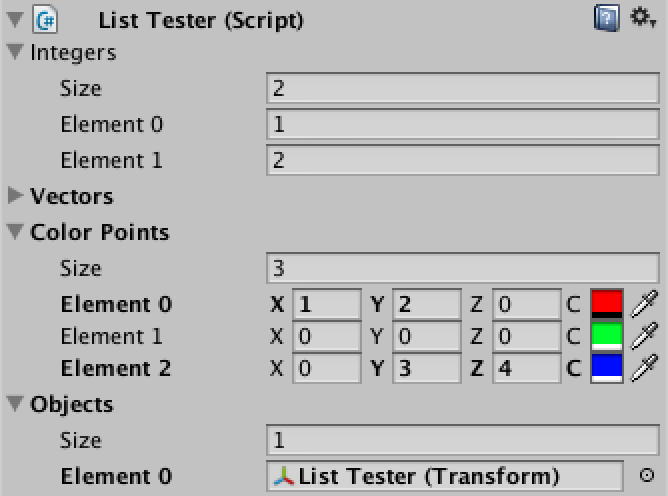 List Tester (Script)
Integers
Size 2
Element 0 1
Element 1 2
Vectors
Color Points
Size 3
Element 0 X 1 Y 2 Z 0 C
Element 1 X 0 Y 0 Z 0 C
Element 2 X 0 Y 3 Z 4 C
Objects
Size 1
Element 0 List Tester (Transform)